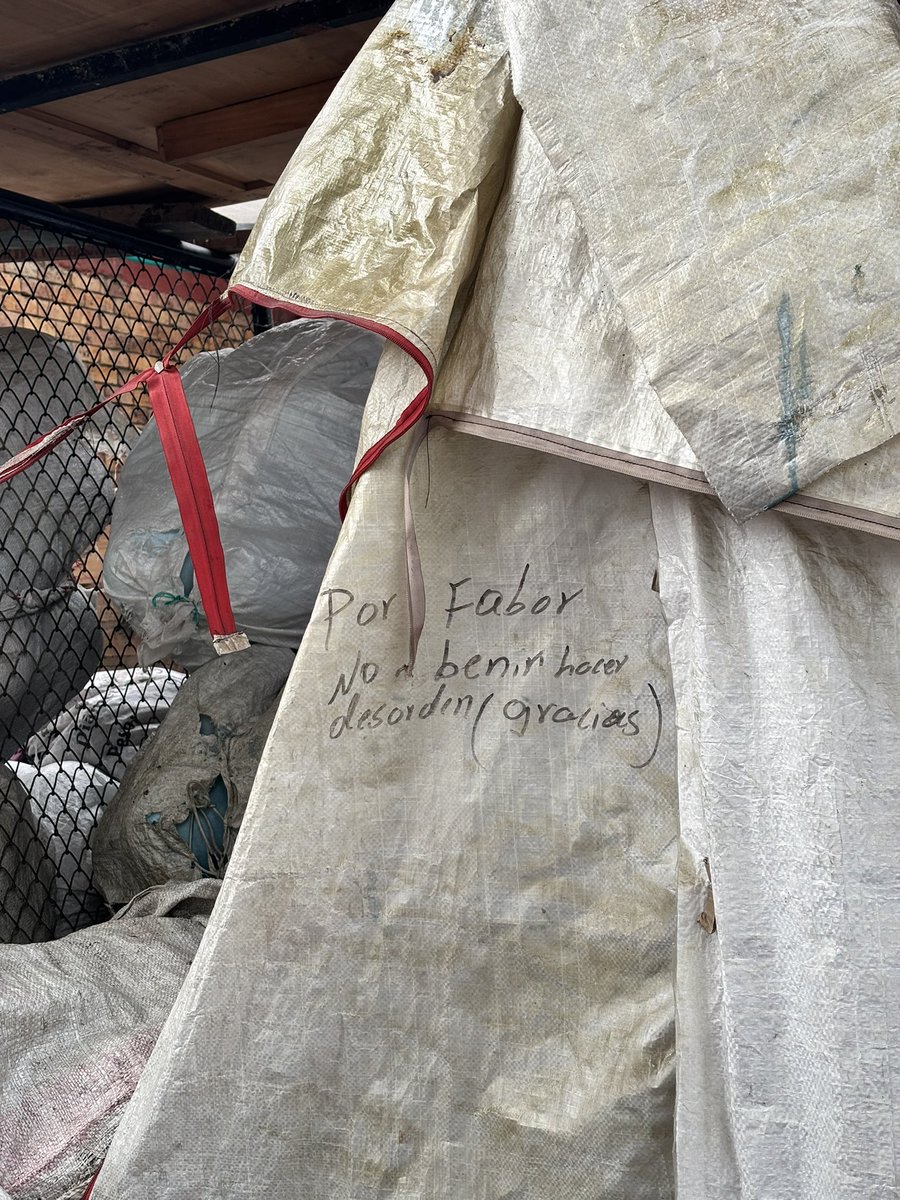 Por Fabor
No a benir hacer
desorden (gracias)